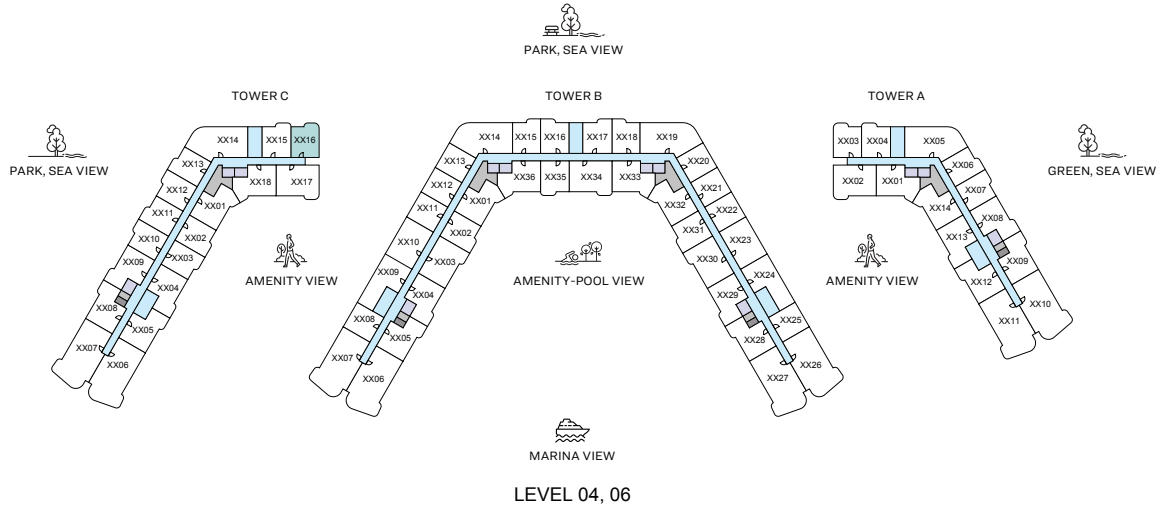 PARK, SEA VIEW
TOWER C
TOWER B
TOWER A
PARK, SEA VIEW
GREEN, SEA VIEW
XX14
XX15
XX16
XX13
XX12
XX11
XX10
XX09
XX08
XX07
XX06
XX05
XX04
XX03
XX02
XX01
XX18
XX17
AMENITY VIEW
XX14
XX15
XX16
XX17
XX18
XX19
XX13
XX12
XX11
XX10
XX09
XX08
XX07
XX06
XX05
XX04
XX03
XX02
XX01
XX36
XX35
XX34
XX33
XX32
XX31
XX30
XX29
XX28
XX27
XX26
XX25
XX24
XX23
XX22
XX21
XX20
AMENITY-POOL VIEW
AMENITY VIEW
XX03
XX04
XX05
XX02
XX01
XX06
XX07
XX08
XX09
XX10
XX11
XX12
XX13
XX14
MARINA VIEW
LEVEL 04, 06